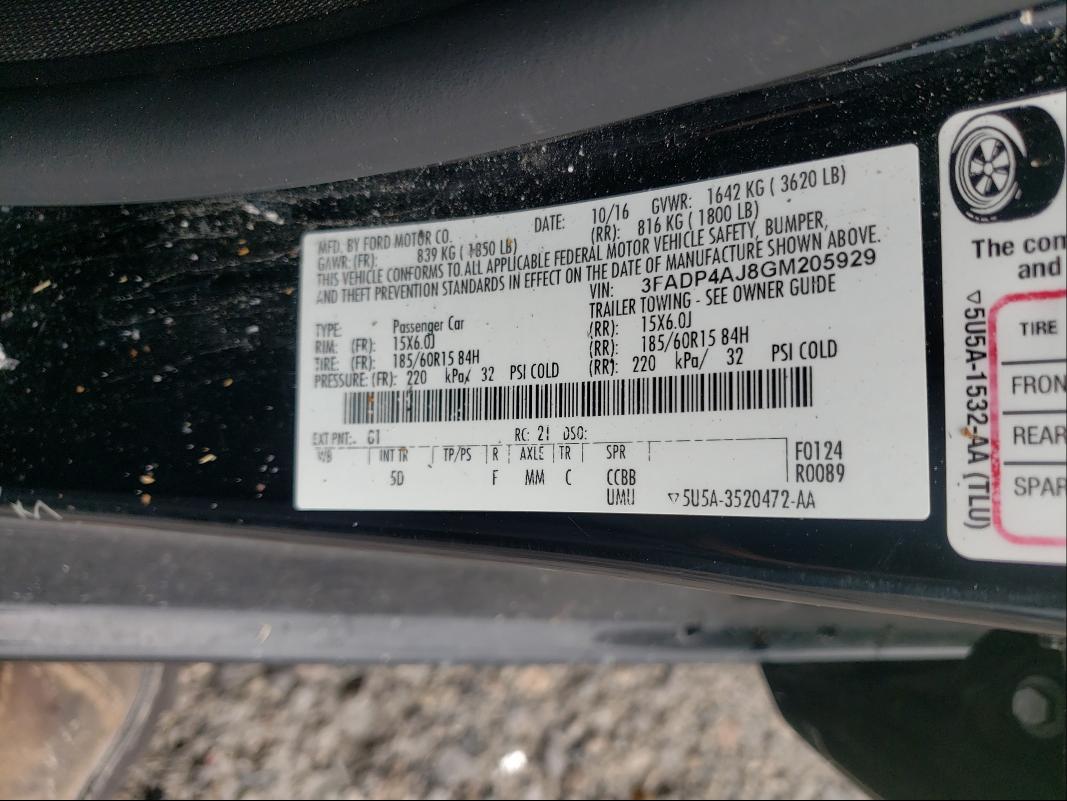 MFD. BY FORD MOTOR CO. DATE: 10/16 GVWR: 1642 KG ( 3620 LB)
GAWR: (FR): 839 KG ( 1850 LB) (RR): 816 KG ( 1800 LB)
THIS VEHICLE CONFORMS TO ALL APPLICABLE FEDERAL MOTOR VEHICLE SAFETY, BUMPER,
AND THEFT PREVENTION STANDARDS IN EFFECT ON THE DATE OF MANUFACTURE SHOWN ABOVE.
VIN: 3FADP4AJ8GM205929
TYPE: Passenger Car TRAILER TOWING - SEE OWNER GUIDE
RIM: (FR): 15X6.0J (RR): 15X6.0J
TIRE: (FR): 185/60R15 84H (RR): 185/60R15 84H
PRESSURE: (FR): 220 kPa/ 32 PSI COLD (RR): 220 kPa/ 32 PSI COLD
EXT PNT: G1 RC: 21 DSO:
WB INT TR TP/PS R AXLE TR SPR F0124
5D F MM C CCBB R0089
UMU ▽5U5A-3520472-AA
The con
and
TIRE
FRON
REAR
SPAR
▽5U5A-1532-AA (TLU)